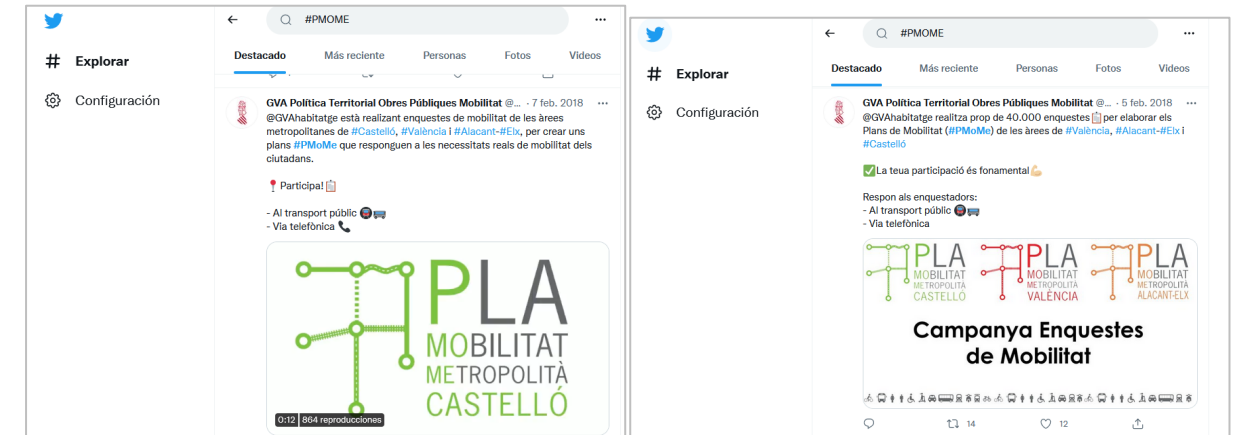 #PMOME
Explorar
Configuración
Destacado Más reciente Personas Fotos Videos
GVA Política Territorial Obres Públiques Mobilitat @... · 7 feb. 2018
@GVAhabitatge està realizant enquestes de mobilitat de les àrees
metropolitanes de #Castelló, #València i #Alacant-#Elx, per crear uns
plans #PMoMe que responguen a les necessitats reals de mobilitat dels
ciutadans.
📍 Participa!📋
- Al transport públic 🚇🚌
- Via telefònica 📞
PLA
MOBILITAT
METROPOLITÀ
CASTELLÓ
0:12 864 reproducciones
#PMOME
Explorar
Configuración
Destacado Más reciente Personas Fotos Videos
GVA Política Territorial Obres Públiques Mobilitat @... · 5 feb. 2018
@GVAhabitatge realitza prop de 40.000 enquestes📋 per elaborar els
Plans de Mobilitat (#PMoMe) de les àrees de #València, #Alacant-#Elx i
#Castelló
✅La teua participació és fonamental💪🏻
Respon als enquestadors:
- Al transport públic 🚇🚌
- Via telefònica
PLA
MOBILITAT
METROPOLITÀ
CASTELLÓ
PLA
MOBILITAT
METROPOLITÀ
VALÈNCIA
PLA
MOBILITAT
METROPOLITÀ
ALACANT-ELX
Campanya Enquestes
de Mobilitat
14 12